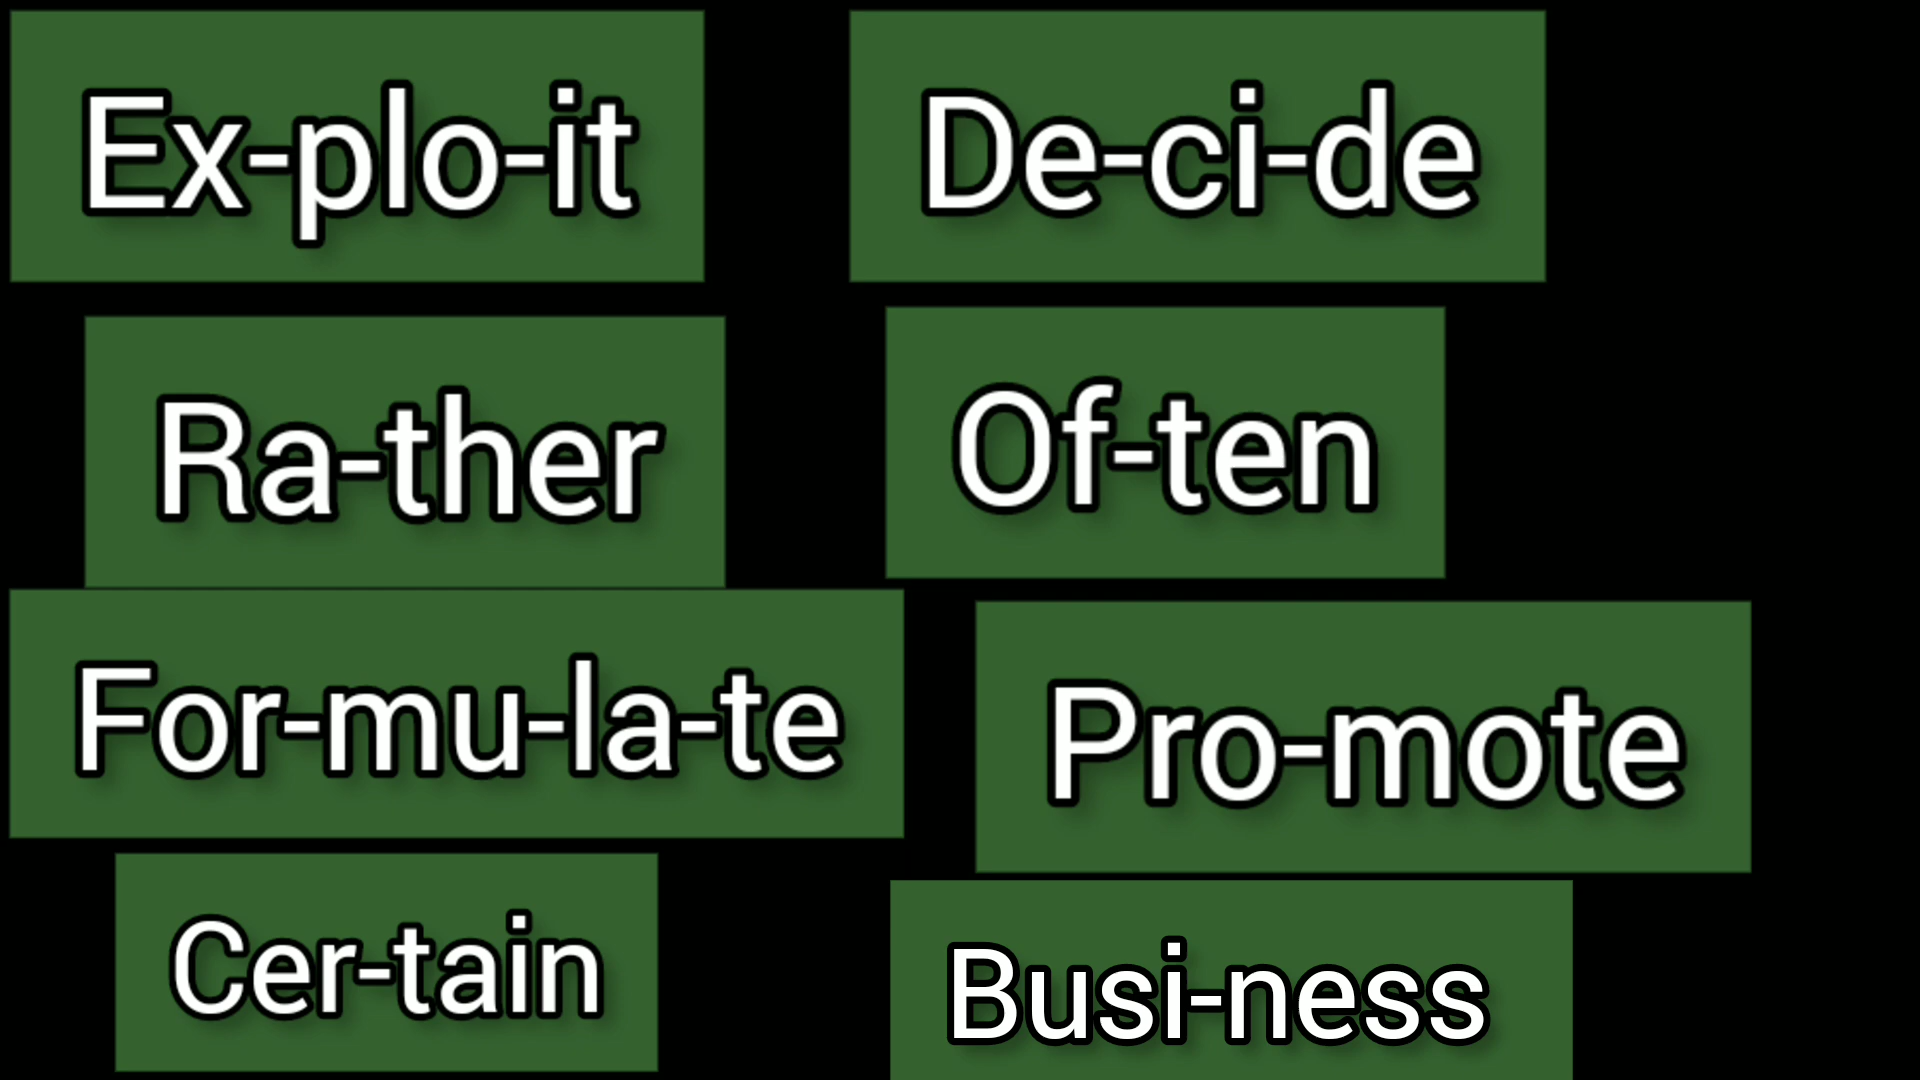 Ex-plo-it
De-ci-de
Ra-ther
Of-ten
For-mu-la-te
Pro-mote
Cer-tain
Busi-ness